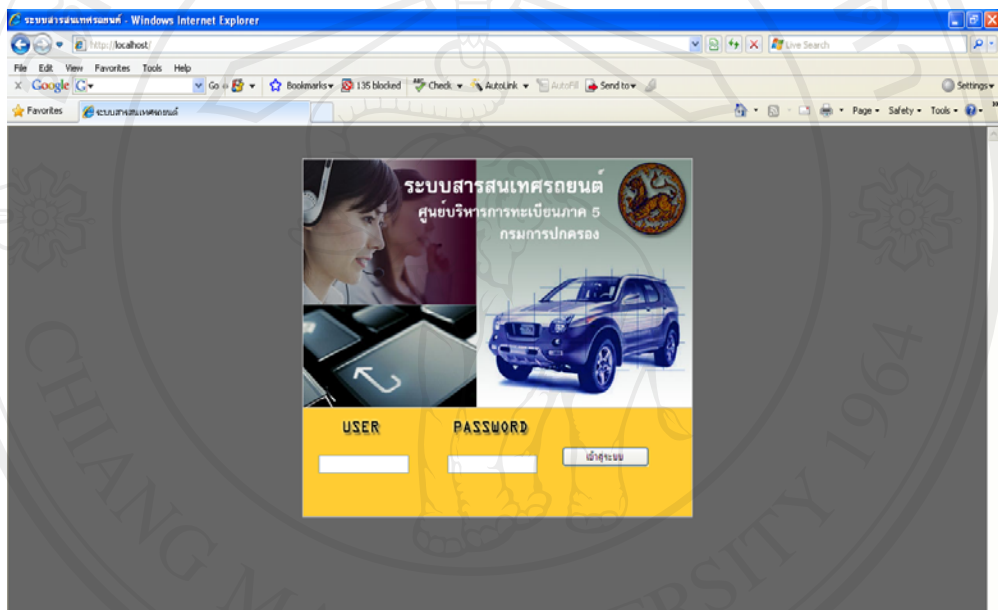 ระบบสารสนเทศรถยนต์ - Windows Internet Explorer
http://localhost/
Live Search
File Edit View Favorites Tools Help
x Google G Go Bookmarks 135 blocked Check AutoLink AutoFill Send to Settings
Favorites ระบบสารสนเทศรถยนต์ Page Safety Tools
ระบบสารสนเทศรถยนต์
ศูนย์บริหารการทะเบียนภาค 5
กรมการปกครอง
USER PASSWORD
เข้าสู่ระบบ
CHIANG MAI UNIVERSITY 1964